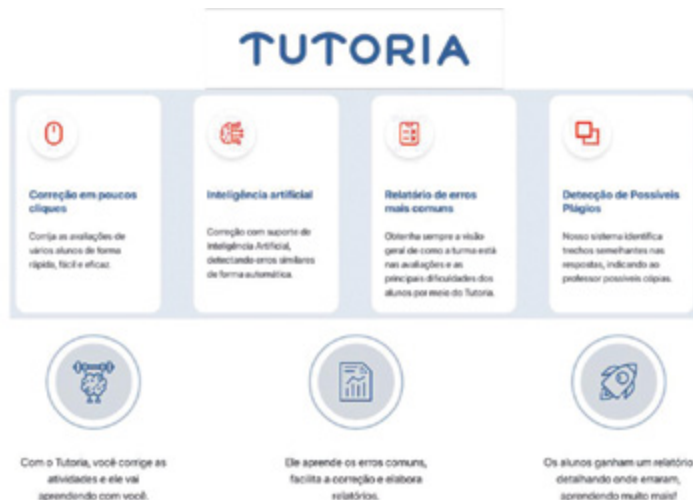 TUTORIA
Correção em poucos
cliques
Corrija as avaliações de
vários alunos de forma
rápida, fácil e eficaz.
Inteligência artificial
Correção com suporte de
Inteligência Artificial,
detectando erros similares
de forma automática.
Relatório de erros
mais comuns
Obtenha sempre a visão
geral de como a turma está
nas avaliações e as
principais dificuldades dos
alunos por meio do Tutoria.
Detecção de Possíveis
Plágios
Nosso sistema identifica
trechos semelhantes nas
respostas, indicando ao
professor possíveis cópias.
Com o Tutoria, você corrige as
atividades e ele vai
aprendendo com você.
Ele aprende os erros comuns,
facilita a correção e elabora
relatórios.
Os alunos ganham um relatório
detalhando onde erraram,
aprendendo muito mais!